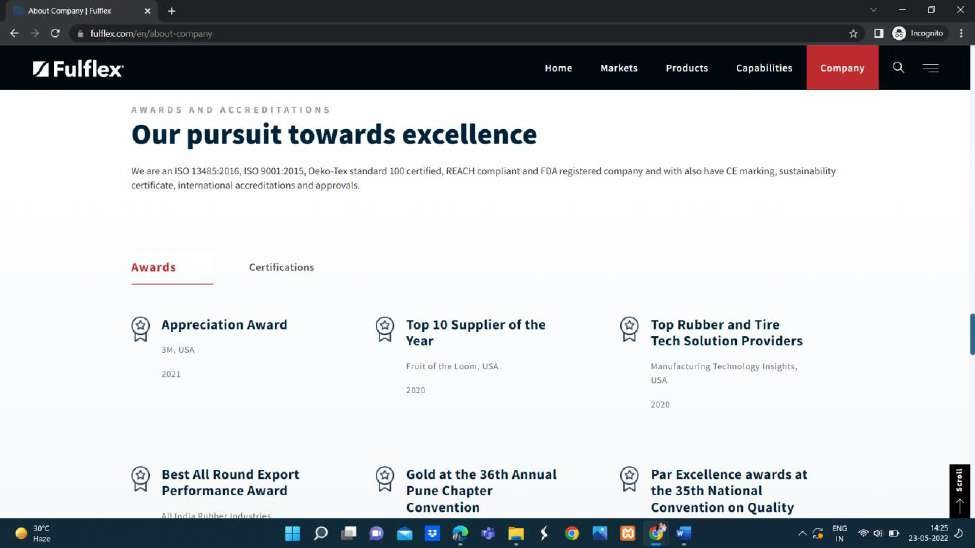 About Company | Fulflex
fulflex.com/en/about-company
Incognito
Fulflex
Home
Markets
Products
Capabilities
Company
AWARDS AND ACCREDITATIONS
Our pursuit towards excellence
We are an ISO 13485:2016, ISO 9001:2015, Oeko-Tex standard 100 certified, REACH compliant and FDA registered company and with also have CE marking, sustainability
certificate, international accreditations and approvals.
Awards
Certifications
Appreciation Award
3M, USA
2021
Top 10 Supplier of the
Year
Fruit of the Loom, USA
2020
Top Rubber and Tire
Tech Solution Providers
Manufacturing Technology Insights,
USA
2020
Best All Round Export
Performance Award
All India Rubber Industries
Gold at the 36th Annual
Pune Chapter
Convention
Par Excellence awards at
the 35th National
Convention on Quality
Scroll
30°C
Haze
ENG
IN
14:25
23-05-2022